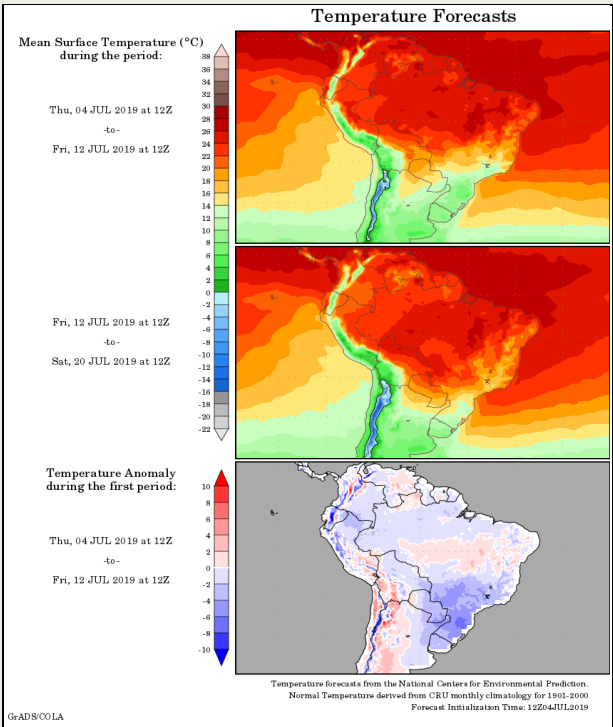 Temperature Forecasts
Mean Surface Temperature (°C)
during the period:
Thu, 04 JUL 2019 at 12Z
-to-
Fri, 12 JUL 2019 at 12Z
38
36
34
32
30
28
26
24
22
20
18
16
14
12
10
8
6
4
2
0
-2
-4
-6
-8
-10
-12
-14
-16
-18
-20
-22
Fri, 12 JUL 2019 at 12Z
-to-
Sat, 20 JUL 2019 at 12Z
Temperature Anomaly
during the first period:
Thu, 04 JUL 2019 at 12Z
-to-
Fri, 12 JUL 2019 at 12Z
10
8
6
4
2
0
-2
-4
-6
-8
-10
Temperature forecasts from the National Centers for Environmental Prediction.
Normal Temperature derived from CRU monthly climatology for 1901-2000
Forecast Initialization Time: 12Z04JUL2019
GrADS/COLA